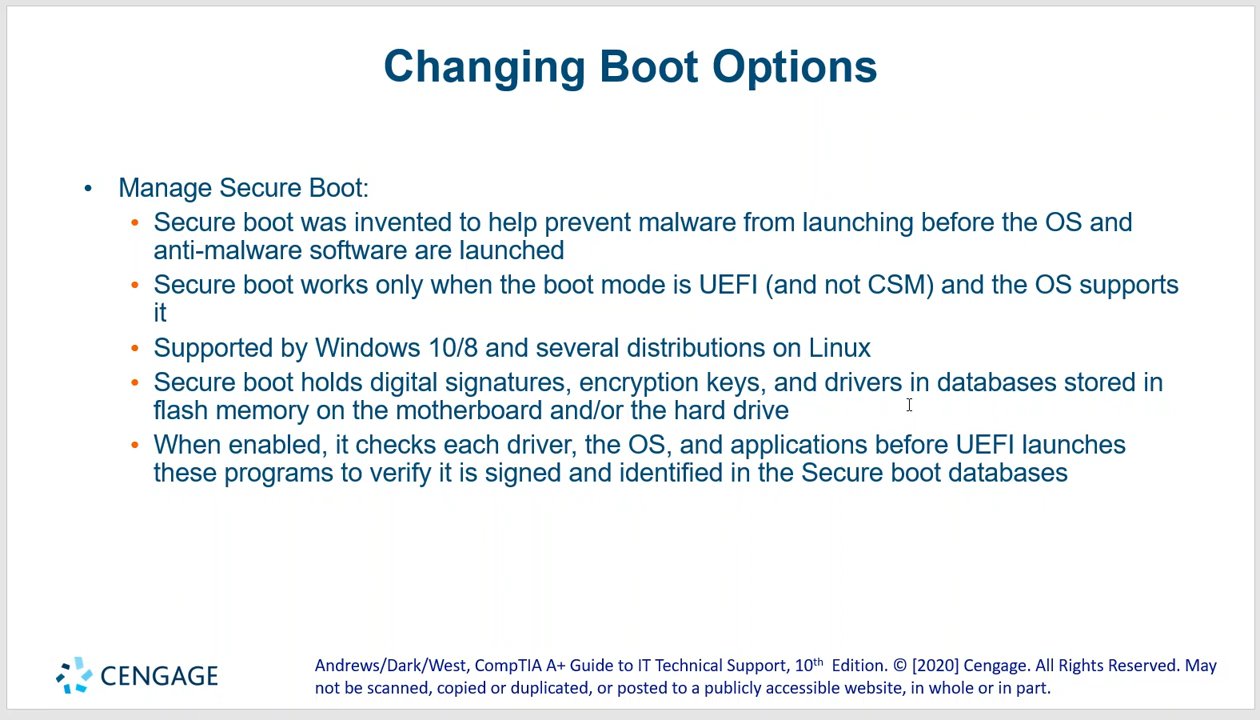 Changing Boot Options
• Manage Secure Boot:
• Secure boot was invented to help prevent malware from launching before the OS and
anti-malware software are launched
• Secure boot works only when the boot mode is UEFI (and not CSM) and the OS supports
it
• Supported by Windows 10/8 and several distributions on Linux
• Secure boot holds digital signatures, encryption keys, and drivers in databases stored in
flash memory on the motherboard and/or the hard drive
• When enabled, it checks each driver, the OS, and applications before UEFI launches
these programs to verify it is signed and identified in the Secure boot databases
CENGAGE
Andrews/Dark/West, CompTIA A+ Guide to IT Technical Support, 10th Edition. © [2020] Cengage. All Rights Reserved. May
not be scanned, copied or duplicated, or posted to a publicly accessible website, in whole or in part.